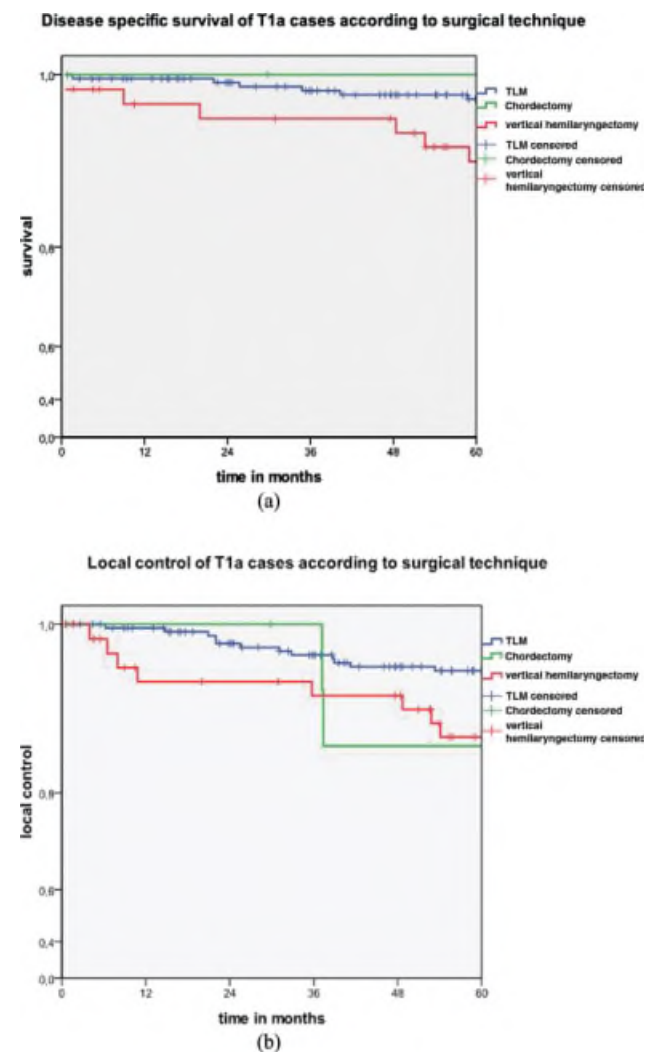 Disease specific survival of T1a cases according to surgical technique
1,0
0,8
0,6
0,4
0,0
survival
0
12
24
36
48
60
time in months
TLM
Chordectomy
vertical hemilaryngectomy
TLM censored
Chordectomy censored
vertical
hemilaryngectomy censored
(a)
Local control of T1a cases according to surgical technique
1,0
0,8
0,6
0,4
0,0
local control
0
12
24
36
48
60
time in months
TLM
Chordectomy
vertical hemilaryngectomy
TLM censored
Chordectomy censored
vertical
hemilaryngectomy censored
(b)